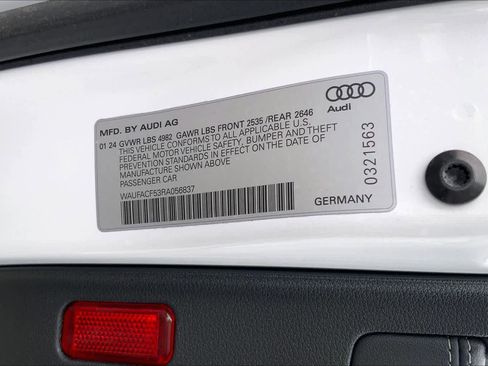 MFD. BY AUDI AG
01 24 GVWR LBS 4982 GAWR LBS FRONT 2535 /REAR 2646
THIS VEHICLE CONFORMS TO ALL APPLICABLE U.S.
FEDERAL MOTOR VEHICLE SAFETY, BUMPER AND THEFT
PREVENTION STANDARDS IN EFFECT ON THE DATE OF
MANUFACTURE SHOWN ABOVE.
PASSENGER CAR
WAUFACF53RA056837
Audi
0321563
GERMANY